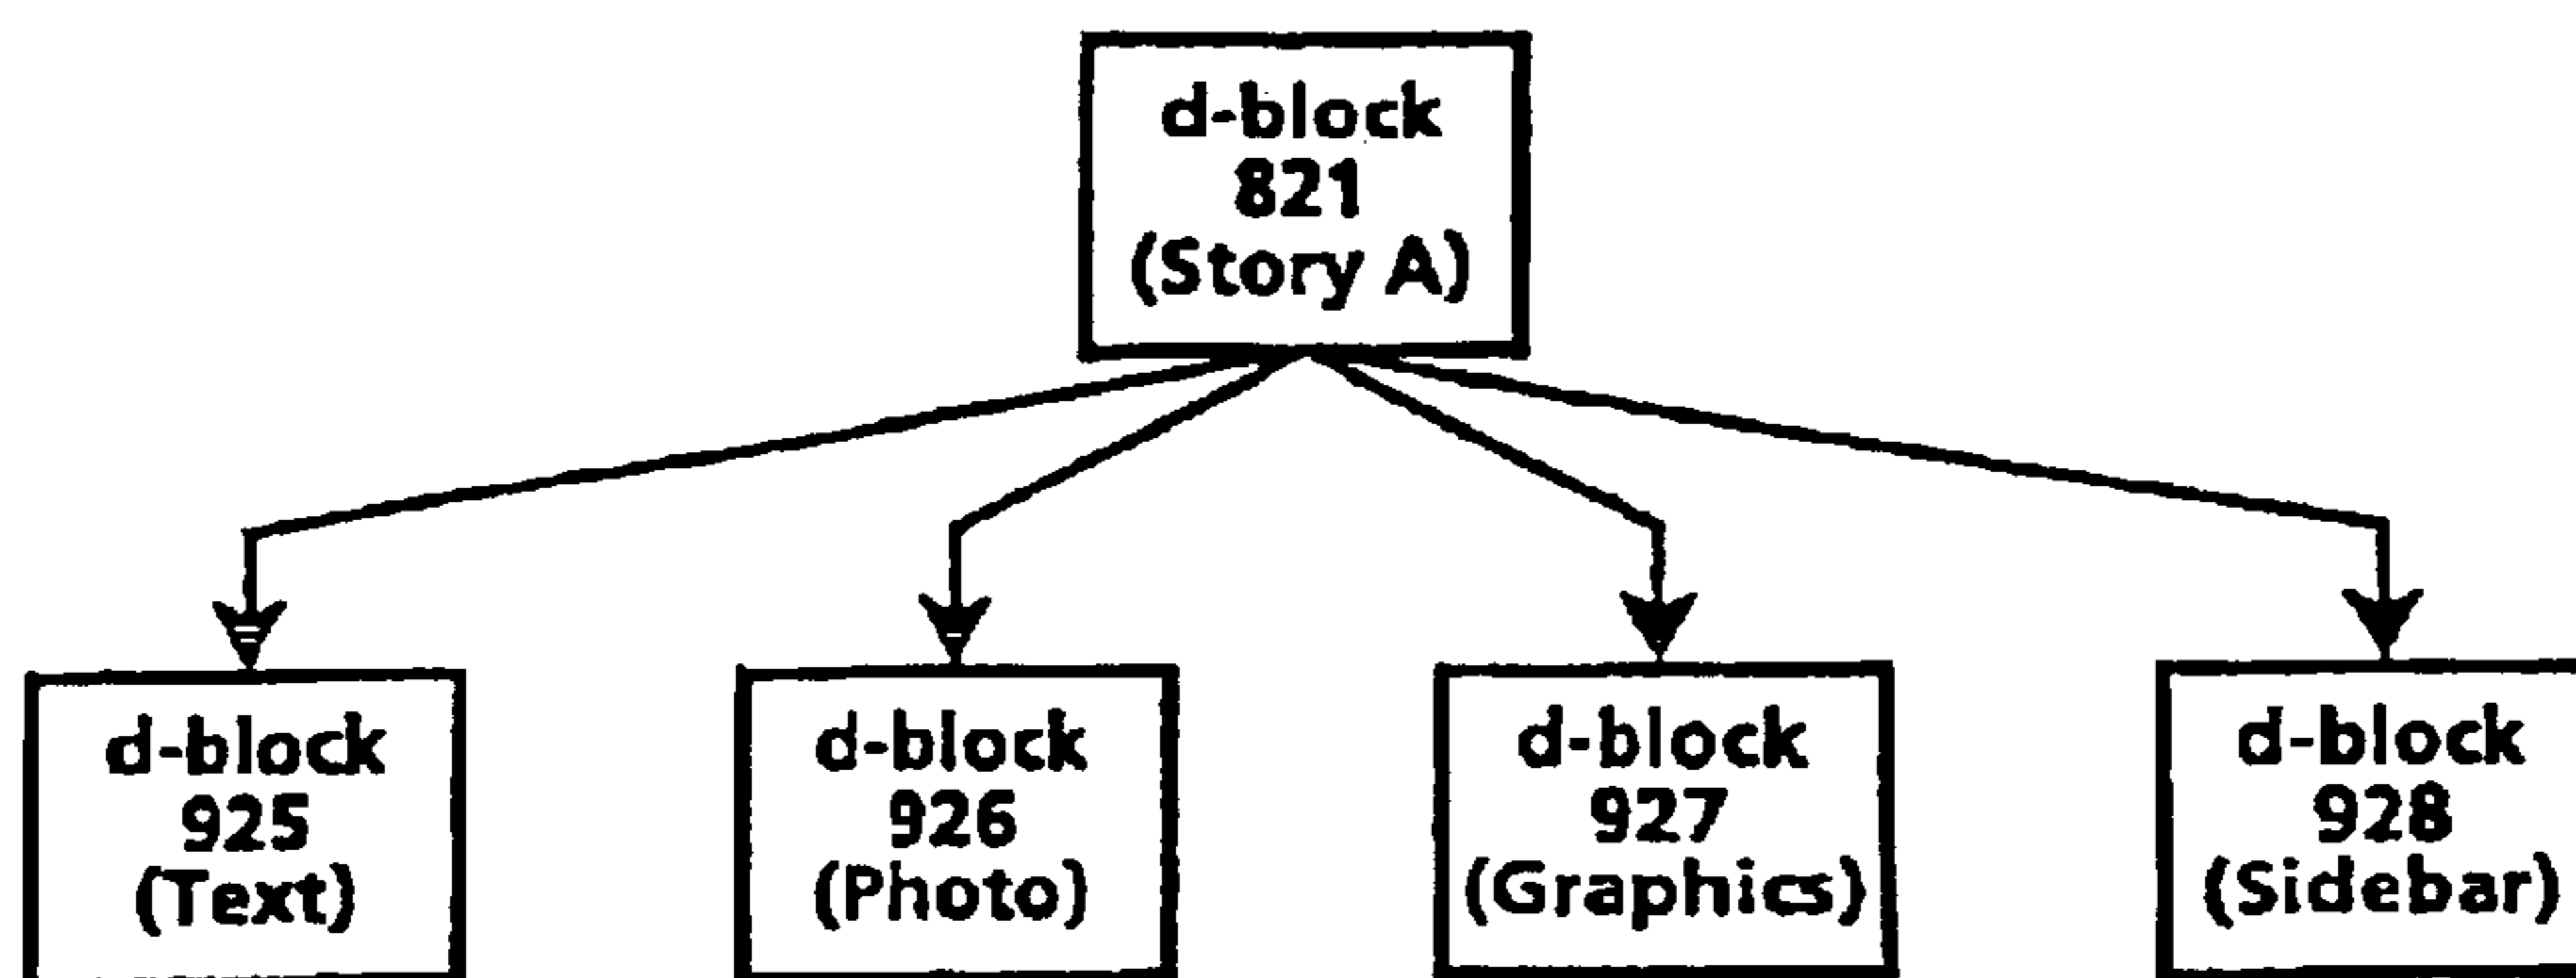 d-block
821
(Story A)
d-block
925
(Text)
d-block
926
(Photo)
d-block
927
(Graphics)
d-block
928
(Sidebar)